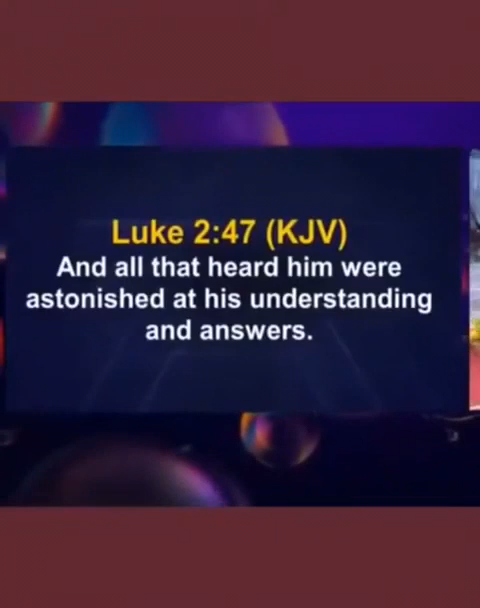 Luke 2:47 (KJV)
And all that heard him were
astonished at his understanding
and answers.